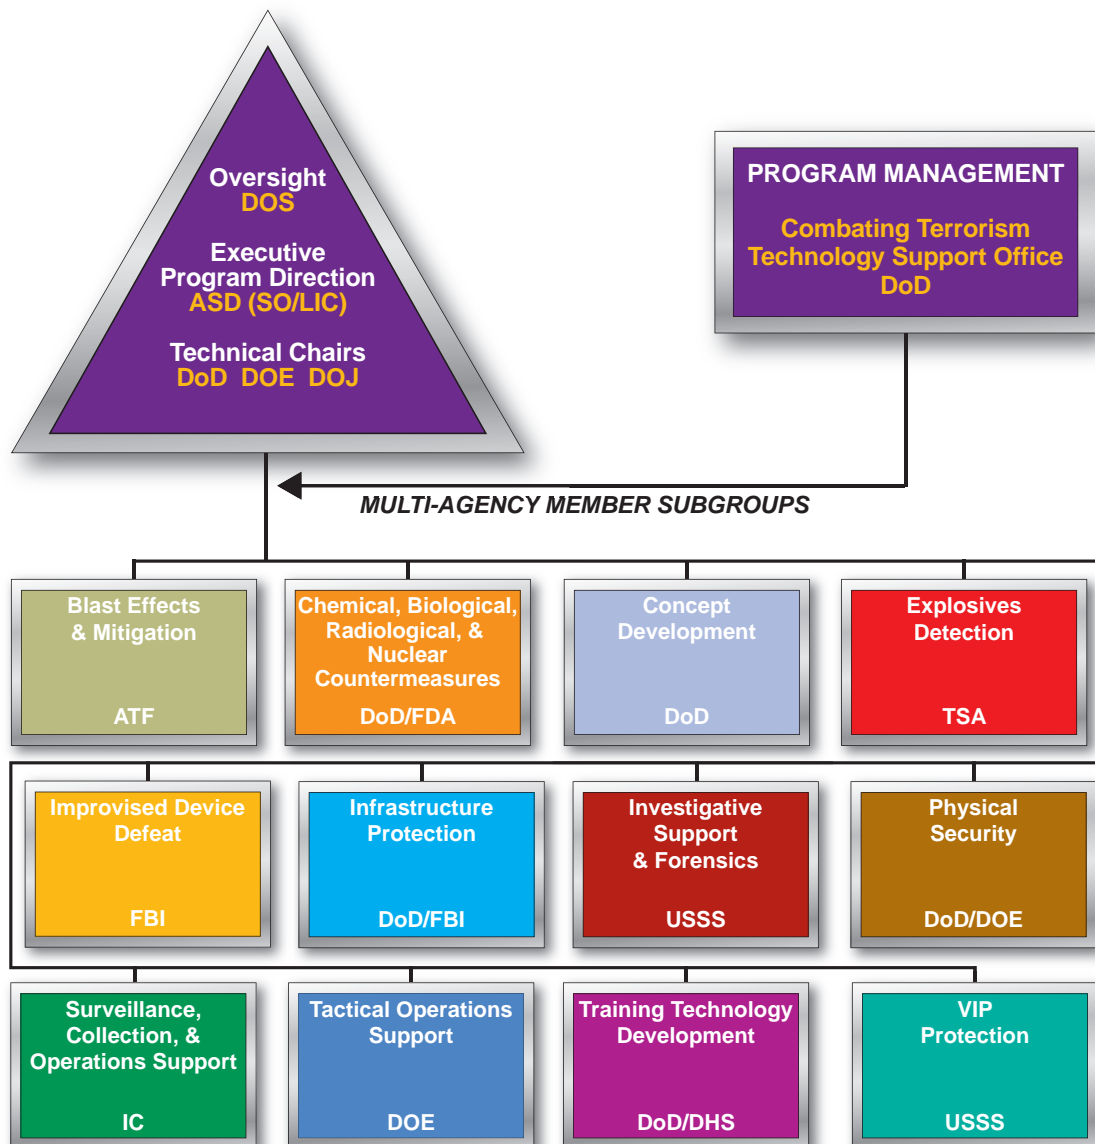 Oversight
DOS
Executive
Program Direction
ASD (SO/LIC)
Technical Chairs
DoD DOE DOJ
PROGRAM MANAGEMENT
Combating Terrorism
Technology Support Office
DoD
MULTI-AGENCY MEMBER SUBGROUPS
Blast Effects
& Mitigation
ATF
Chemical, Biological,
Radiological, &
Nuclear
Countermeasures
DoD/FDA
Concept
Development
DoD
Explosives
Detection
TSA
Improvised Device
Defeat
FBI
Infrastructure
Protection
DoD/FBI
Investigative
Support
& Forensics
USSS
Physical
Security
DoD/DOE
Surveillance,
Collection, &
Operations Support
IC
Tactical Operations
Support
DOE
Training Technology
Development
DoD/DHS
VIP
Protection
USSS